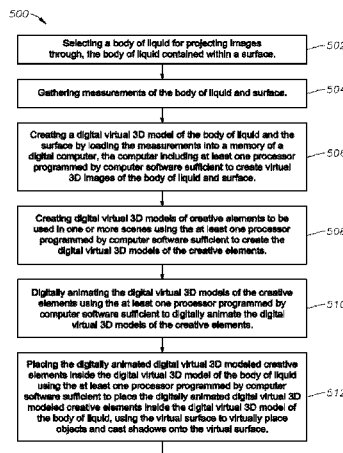 500
Selecting a body of liquid for projecting images
through, the body of liquid contained within a surface.
502
Gathering measurements of the body of liquid and surface.
504
Creating a digital virtual 3D model of the body of liquid and the
surface by loading the measurements into a memory of a
digital computer, the computer including at least one processor
programmed by computer software sufficient to create virtual
3D images of the body of liquid and surface.
506
Creating digital virtual 3D models of creative elements to be
used in one or more scenes using the at least one processor
programmed by computer software sufficient to create the
digital virtual 3D models of the creative elements.
508
Digitally animating the digital virtual 3D models of the creative
elements using the at least one processor programmed by
computer software sufficient to digitally animate the digital
virtual 3D models of the creative elements.
510
Placing the digitally animated digital virtual 3D modeled creative
elements inside the digital virtual 3D model of the body of liquid
using the at least one processor programmed by computer
software sufficient to place the digitally animated digital virtual 3D
modeled creative elements inside the digital virtual 3D model of
the body of liquid, using the virtual surface to virtually place
objects and cast shadows onto the virtual surface.
512